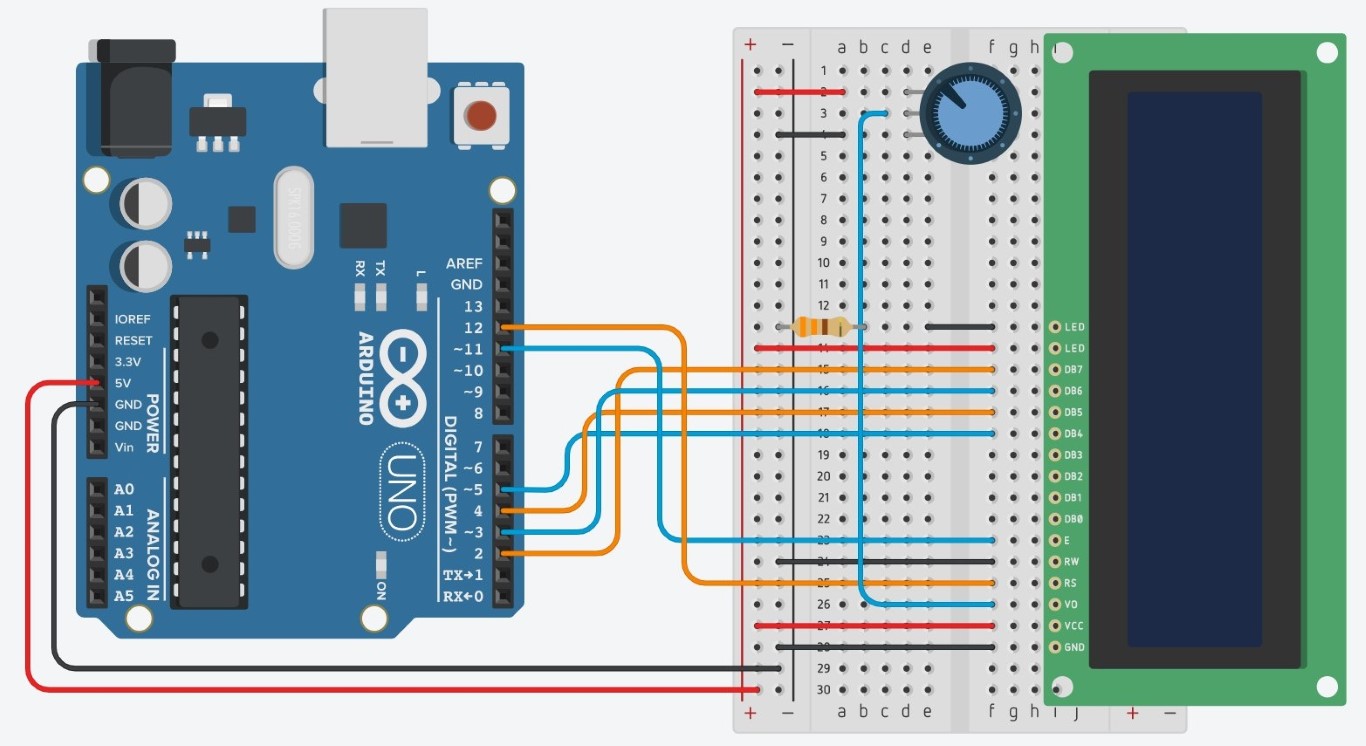 AREF
GND
13
12
~11
~10
~9
8
7
~6
~5
4
~3
2
TX→1
RX←0
DIGITAL (PWM~)
RX
TX
L
ARDUINO
UNO
ON
SPK16.000G
IOREF
RESET
3.3V
5V
GND
GND
Vin
POWER
A0
A1
A2
A3
A4
A5
ANALOG IN
+ − a b c d e f g h i
1
2
3
4
5
6
7
8
9
10
11
12
14
15
16
17
18
19
20
21
22
23
24
25
26
27
28
29
30
+ − a b c d e f g h i j + −
LED
LED
DB7
DB6
DB5
DB4
DB3
DB2
DB1
DB0
E
RW
RS
VO
VCC
GND